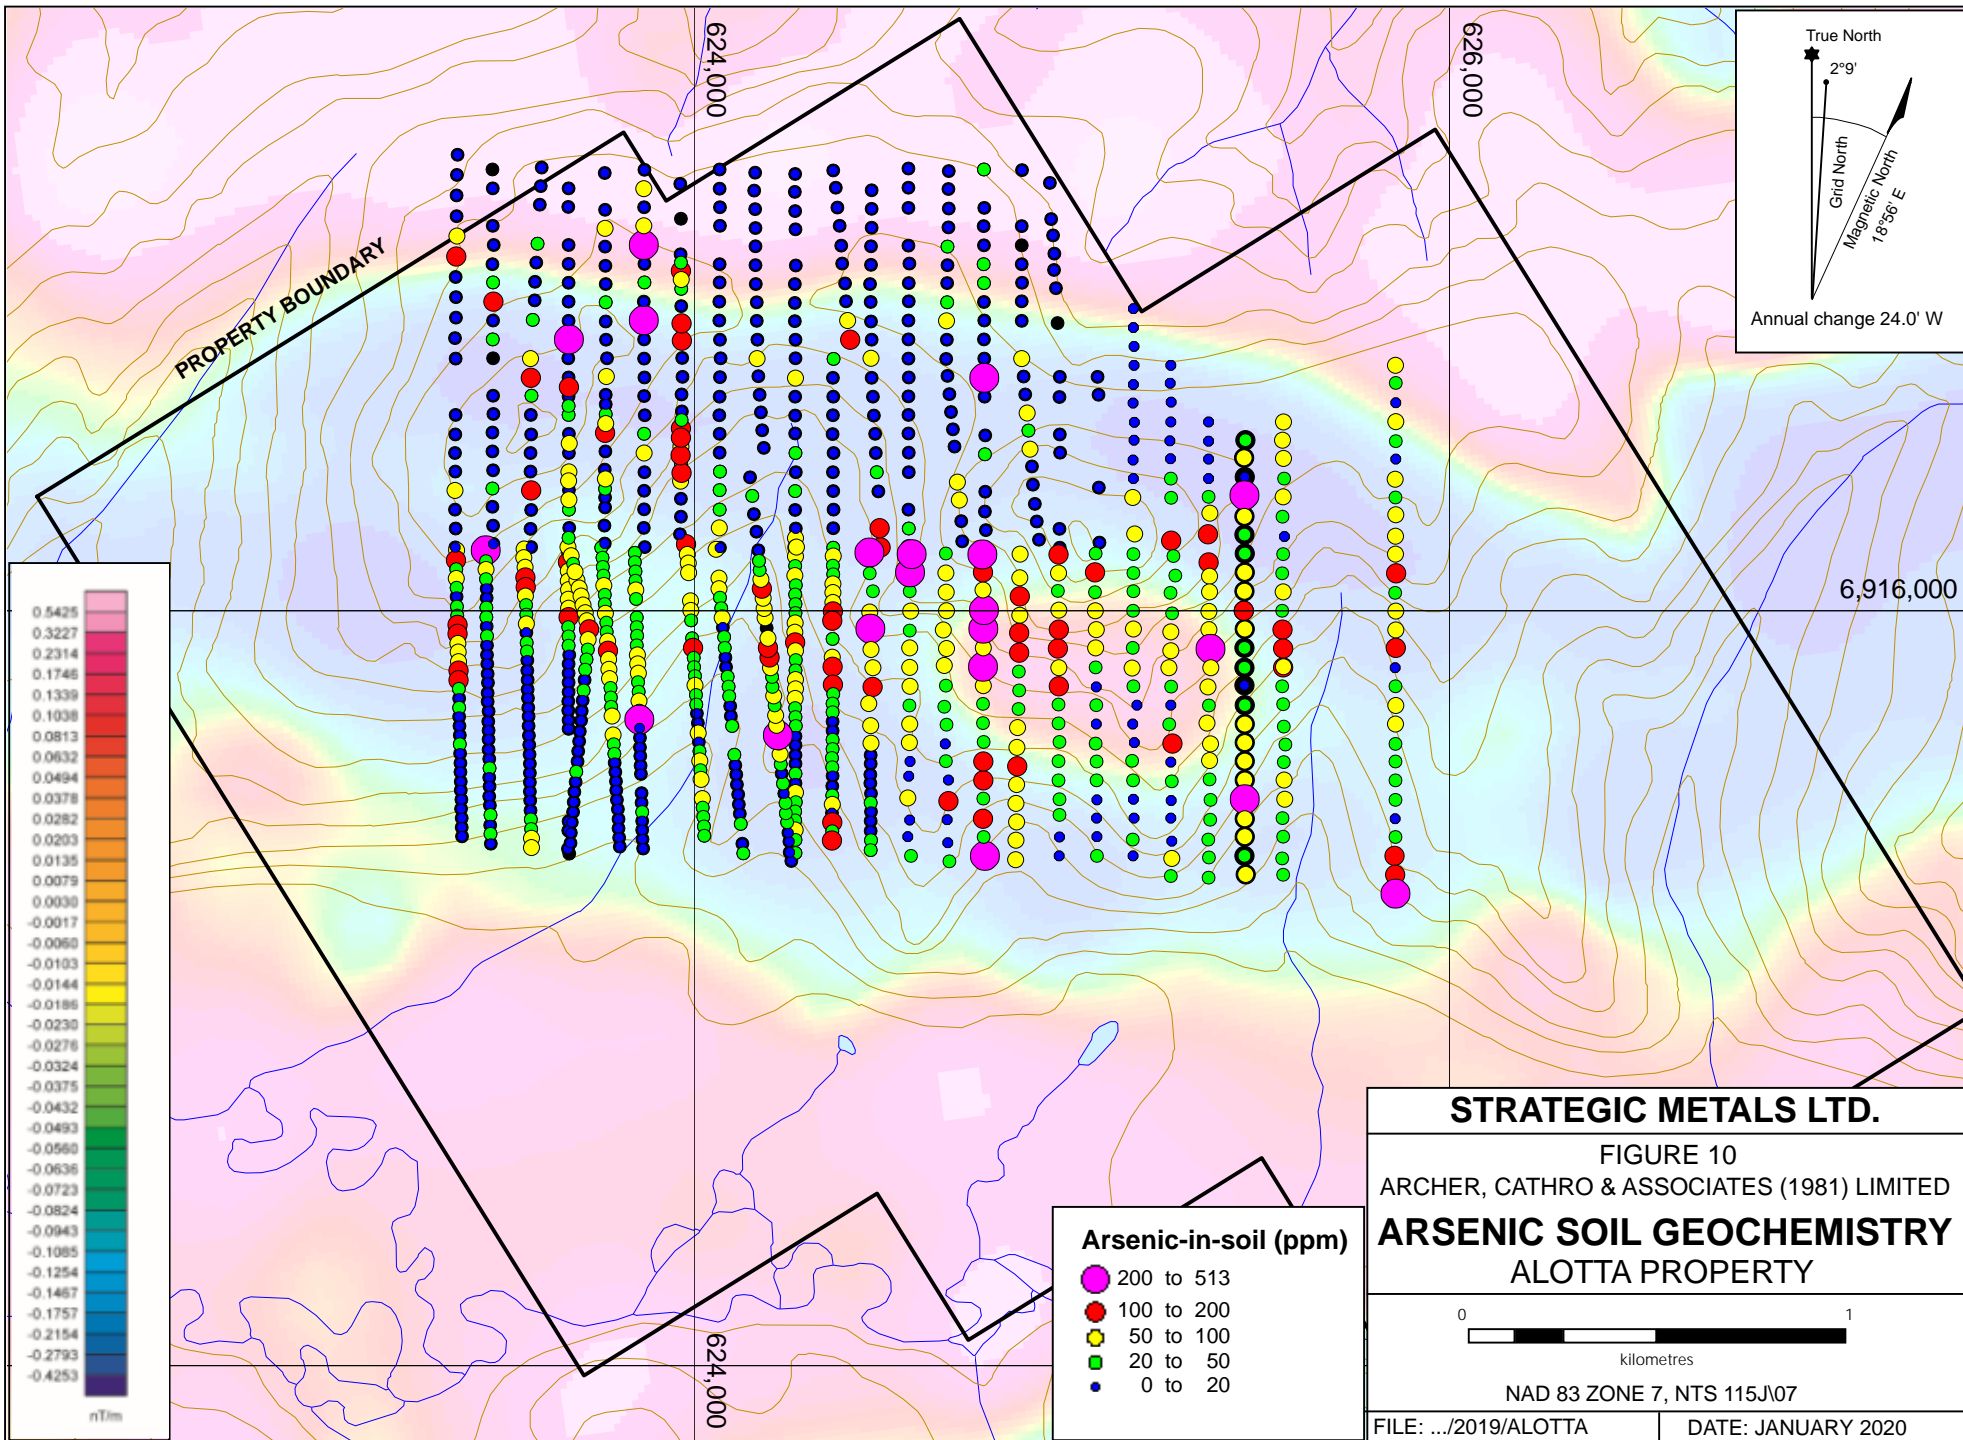 624,000
626,000
True North
2°9'
Grid North
Magnetic North
18°56' E
Annual change 24.0' W
PROPERTY BOUNDARY
6,916,000
0.5425
0.3227
0.2314
0.1746
0.1339
0.1038
0.0813
0.0632
0.0494
0.0378
0.0282
0.0203
0.0135
0.0079
0.0030
-0.0017
-0.0060
-0.0103
-0.0144
-0.0186
-0.0230
-0.0276
-0.0324
-0.0375
-0.0432
-0.0493
-0.0560
-0.0636
-0.0723
-0.0824
-0.0943
-0.1085
-0.1254
-0.1467
-0.1757
-0.2154
-0.2793
-0.4253
nT/m
624,000
Arsenic-in-soil (ppm)
200 to 513
100 to 200
50 to 100
20 to 50
0 to 20
STRATEGIC METALS LTD.
FIGURE 10
ARCHER, CATHRO & ASSOCIATES (1981) LIMITED
ARSENIC SOIL GEOCHEMISTRY
ALOTTA PROPERTY
0 1
kilometres
NAD 83 ZONE 7, NTS 115J\07
FILE: .../2019/ALOTTA
DATE: JANUARY 2020